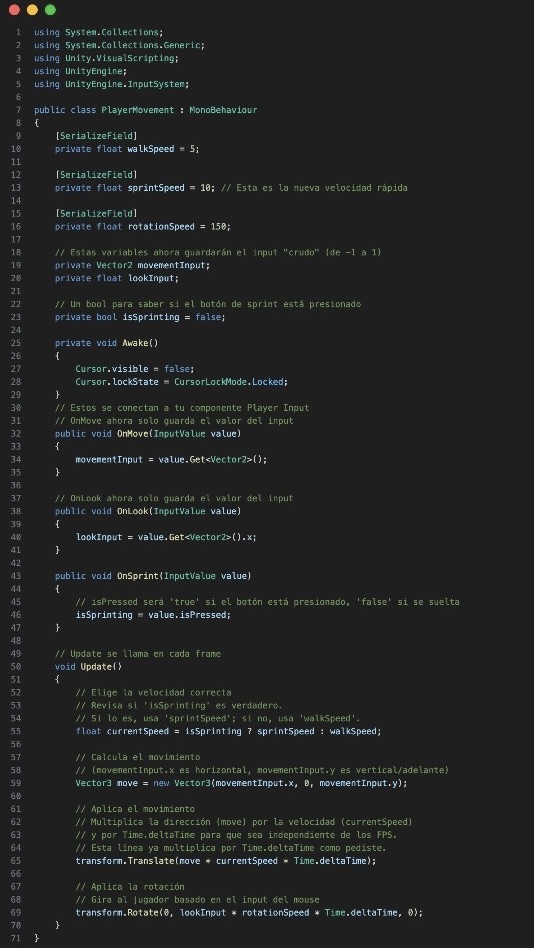 1 using System.Collections;
2 using System.Collections.Generic;
3 using Unity.VisualScripting;
4 using UnityEngine;
5 using UnityEngine.InputSystem;
6
7 public class PlayerMovement : MonoBehaviour
8 {
9     [SerializeField]
10     private float walkSpeed = 5;
11
12     [SerializeField]
13     private float sprintSpeed = 10; // Esta es la nueva velocidad rápida
14
15     [SerializeField]
16     private float rotationSpeed = 150;
17
18     // Estas variables ahora guardarán el input "crudo" (de -1 a 1)
19     private Vector2 movementInput;
20     private float lookInput;
21
22     // Un bool para saber si el botón de sprint está presionado
23     private bool isSprinting = false;
24
25     private void Awake()
26     {
27         Cursor.visible = false;
28         Cursor.lockState = CursorLockMode.Locked;
29     }
30     // Estos se conectan a tu componente Player Input
31     // OnMove ahora solo guarda el valor del input
32     public void OnMove(InputValue value)
33     {
34         movementInput = value.Get<Vector2>();
35     }
36
37     // OnLook ahora solo guarda el valor del input
38     public void OnLook(InputValue value)
39     {
40         lookInput = value.Get<Vector2>().x;
41     }
42
43     public void OnSprint(InputValue value)
44     {
45         // isPressed será 'true' si el botón está presionado, 'false' si se suelta
46         isSprinting = value.isPressed;
47     }
48
49     // Update se llama en cada frame
50     void Update()
51     {
52         // Elige la velocidad correcta
53         // Revisa si 'isSprinting' es verdadero.
54         // Si lo es, usa 'sprintSpeed'; si no, usa 'walkSpeed'.
55         float currentSpeed = isSprinting ? sprintSpeed : walkSpeed;
56
57         // Calcula el movimiento
58         // (movementInput.x es horizontal, movementInput.y es vertical/adelante)
59         Vector3 move = new Vector3(movementInput.x, 0, movementInput.y);
60
61         // Aplica el movimiento
62         // Multiplica la dirección (move) por la velocidad (currentSpeed)
63         // y por Time.deltaTime para que sea independiente de los FPS.
64         // Esta línea ya multiplica por Time.deltaTime como pediste.
65         transform.Translate(move * currentSpeed * Time.deltaTime);
66
67         // Aplica la rotación
68         // Gira al jugador basado en el input del mouse
69         transform.Rotate(0, lookInput * rotationSpeed * Time.deltaTime, 0);
70     }
71 }